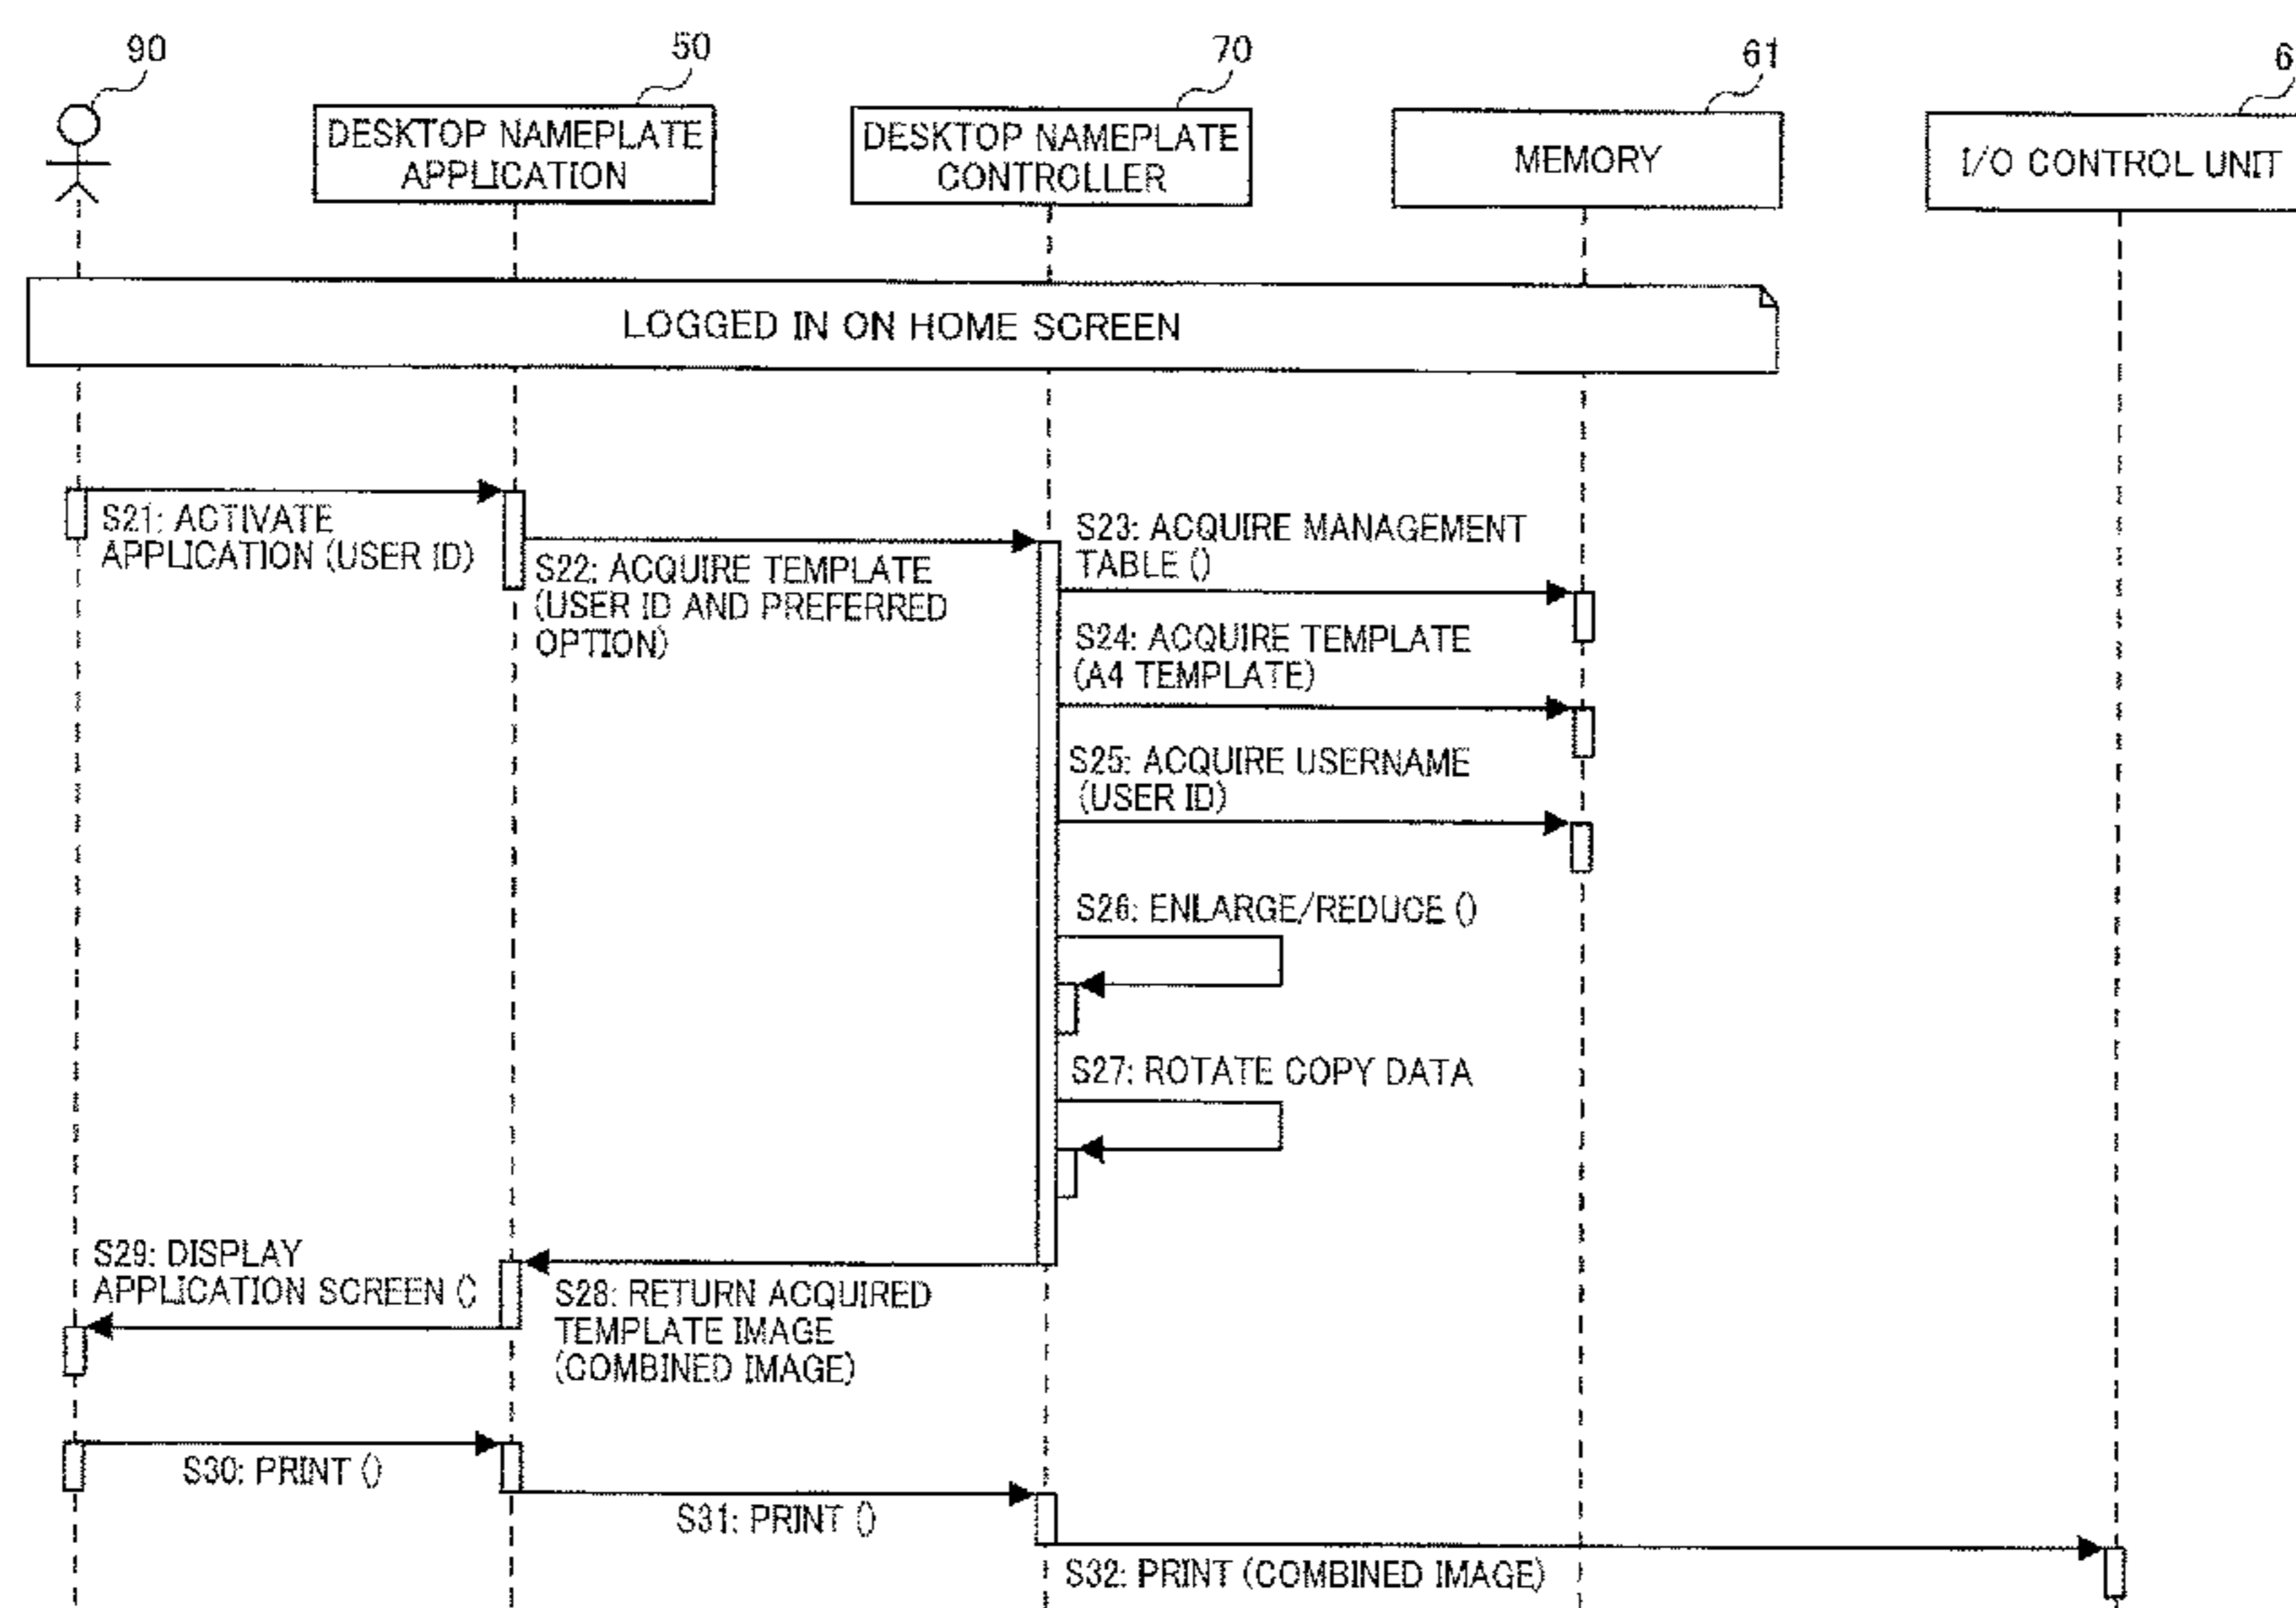 90
50
70
61
6
DESKTOP NAMEPLATE
APPLICATION
DESKTOP NAMEPLATE
CONTROLLER
MEMORY
I/O CONTROL UNIT
LOGGED IN ON HOME SCREEN
S21: ACTIVATE
APPLICATION (USER ID)
S22: ACQUIRE TEMPLATE
(USER ID AND PREFERRED
OPTION)
S23: ACQUIRE MANAGEMENT
TABLE ()
S24: ACQUIRE TEMPLATE
(A4 TEMPLATE)
S25: ACQUIRE USERNAME
(USER ID)
S26: ENLARGE/REDUCE ()
S27: ROTATE COPY DATA
S28: RETURN ACQUIRED
TEMPLATE IMAGE
(COMBINED IMAGE)
S29: DISPLAY
APPLICATION SCREEN ()
S30: PRINT ()
S31: PRINT ()
S32: PRINT (COMBINED IMAGE)